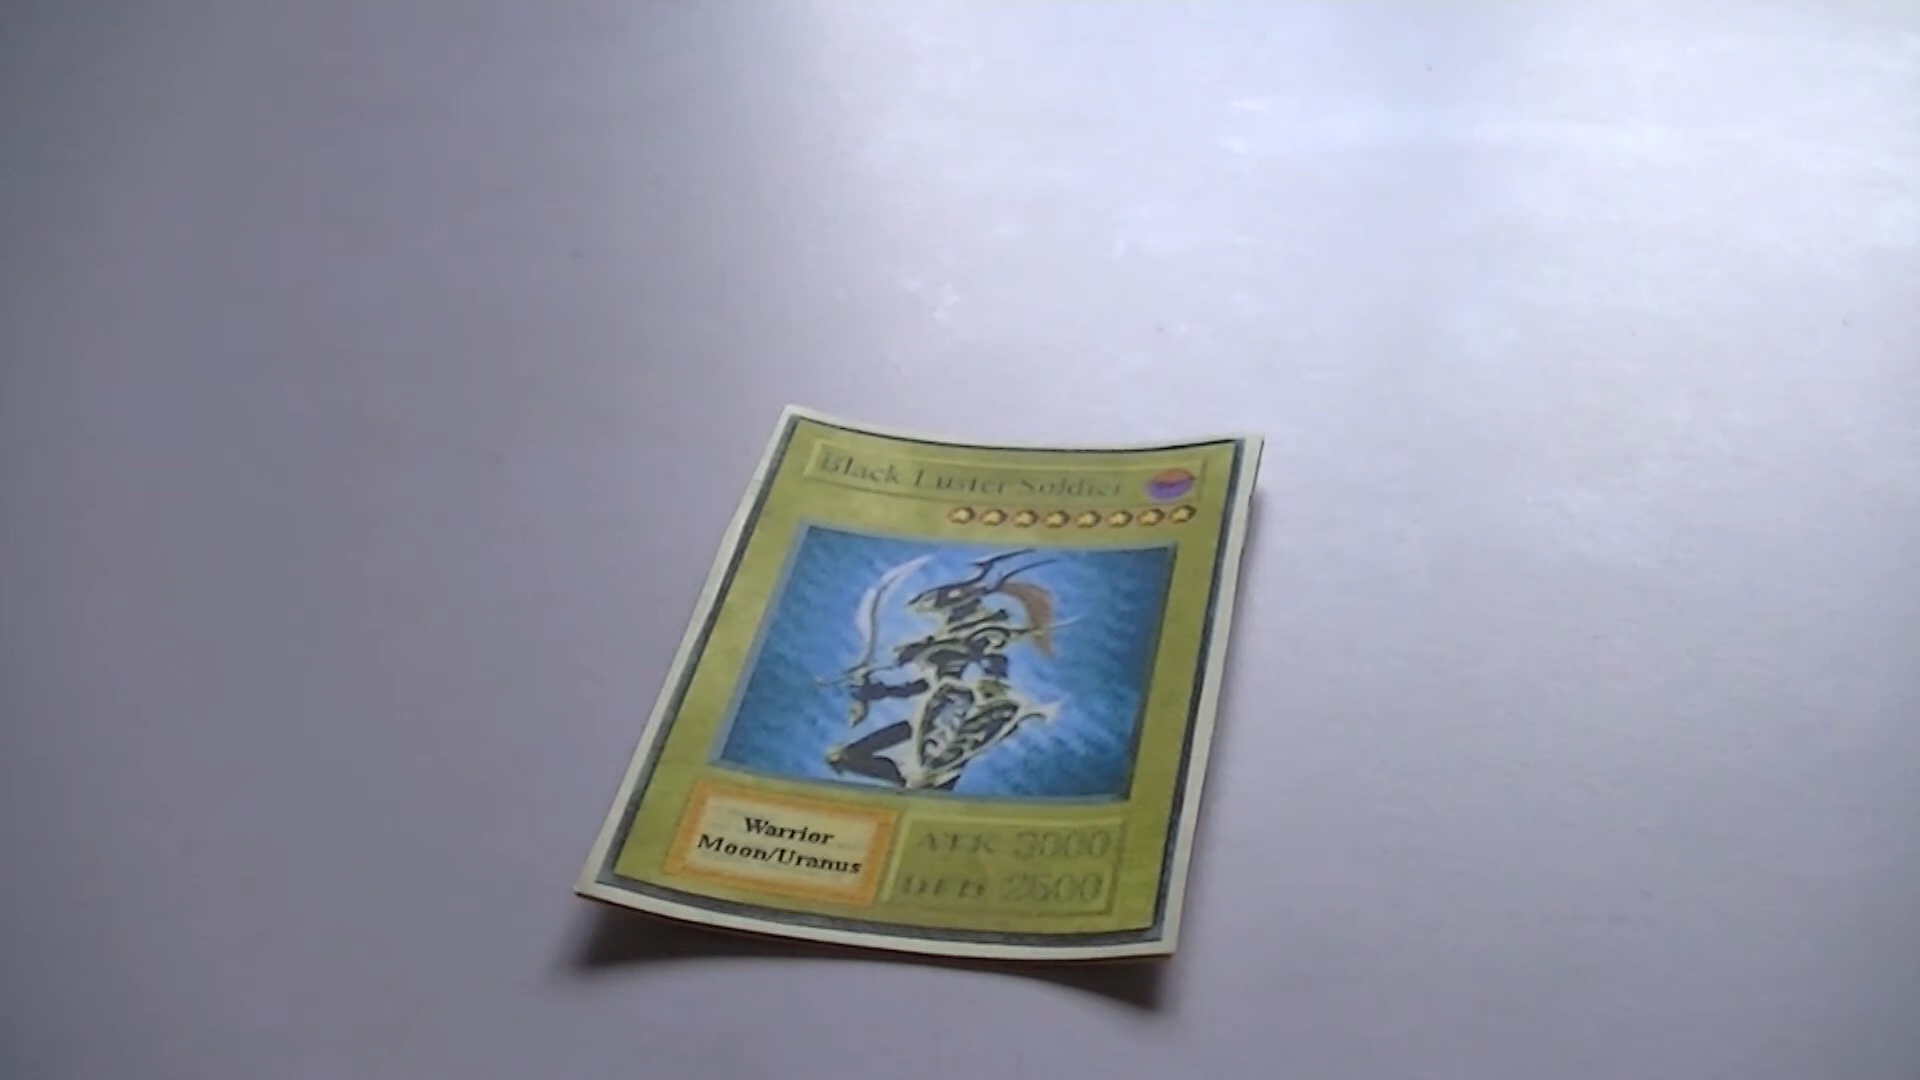 Black Luster Soldier
Warrior
Moon/Uranus
ATK 3000
DEF 2500